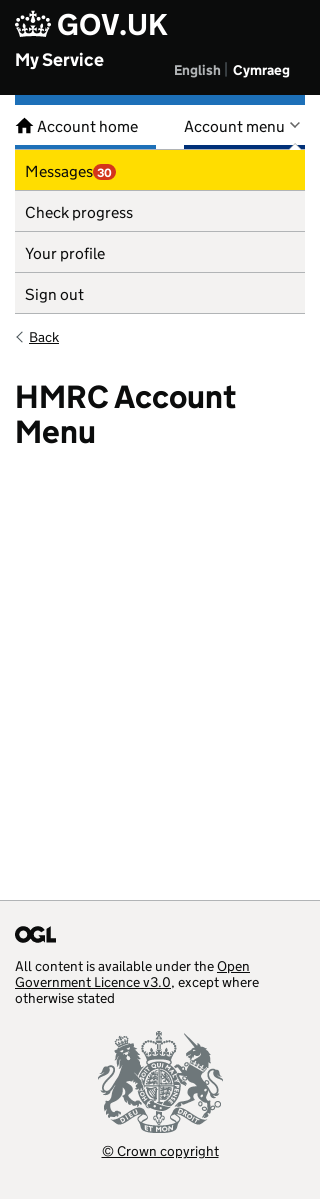 GOV.UK
My Service
English
Cymraeg
Account home
Account menu
Messages 30
Check progress
Your profile
Sign out
Back
HMRC Account
Menu
OGL
All content is available under the Open
Government Licence v3.0, except where
otherwise stated
QUI MAL
DIEU
ET MON
DROIT
© Crown copyright